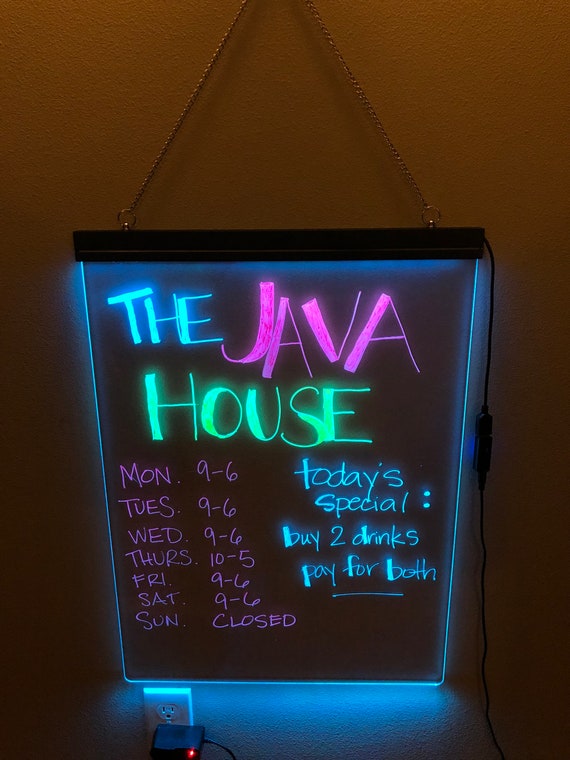 THE JAVA
HOUSE
MON. 9-6
TUES. 9-6
WED. 9-6
THURS. 10-5
FRI. 9-6
SAT. 9-6
SUN. CLOSED
today's
special:
buy 2 drinks
pay for both